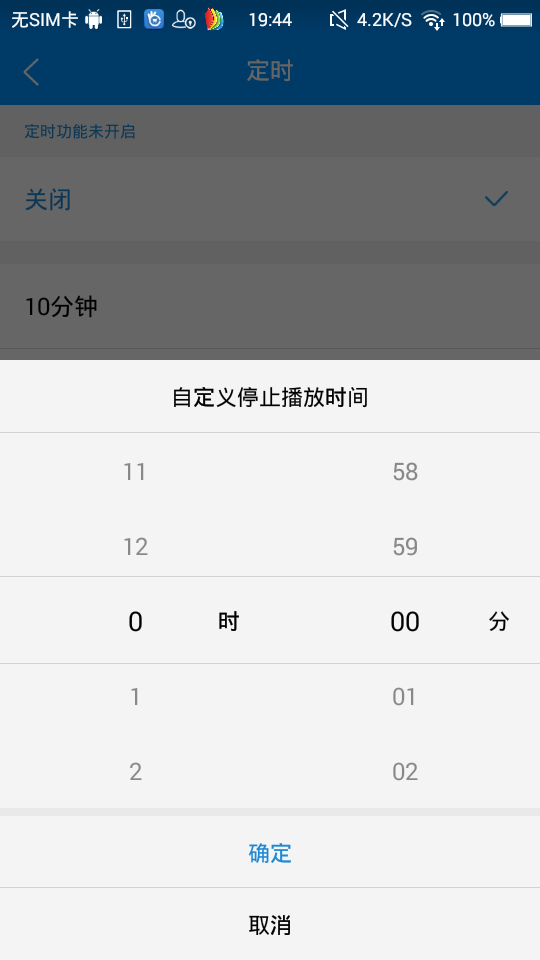 无SIM卡 19:44 4.2K/S 100%
定时
定时功能未开启
关闭
10分钟
自定义停止播放时间
11 58
12 59
0 时 00 分
1 01
2 02
确定
取消